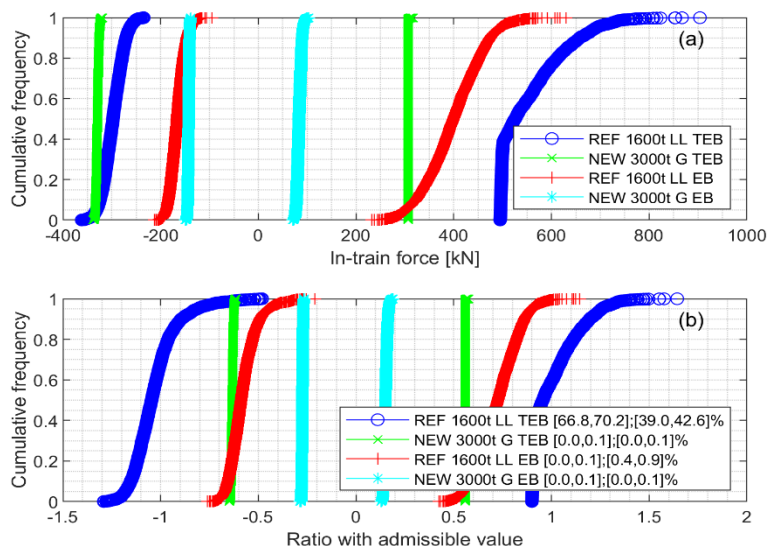 (a)
Cumulative frequency
1
0.8
0.6
0.4
0.2
0
-400 -200 0 200 400 600 800 1000
In-train force [kN]
REF 1600t LL TEB
NEW 3000t G TEB
REF 1600t LL EB
NEW 3000t G EB
(b)
Cumulative frequency
1
0.8
0.6
0.4
0.2
0
-1.5 -1 -0.5 0 0.5 1 1.5 2
Ratio with admissible value
REF 1600t LL TEB [66.8,70.2];[39.0,42.6]%
NEW 3000t G TEB [0.0,0.1];[0.0,0.1]%
REF 1600t LL EB [0.0,0.1];[0.4,0.9]%
NEW 3000t G EB [0.0,0.1];[0.0,0.1]%